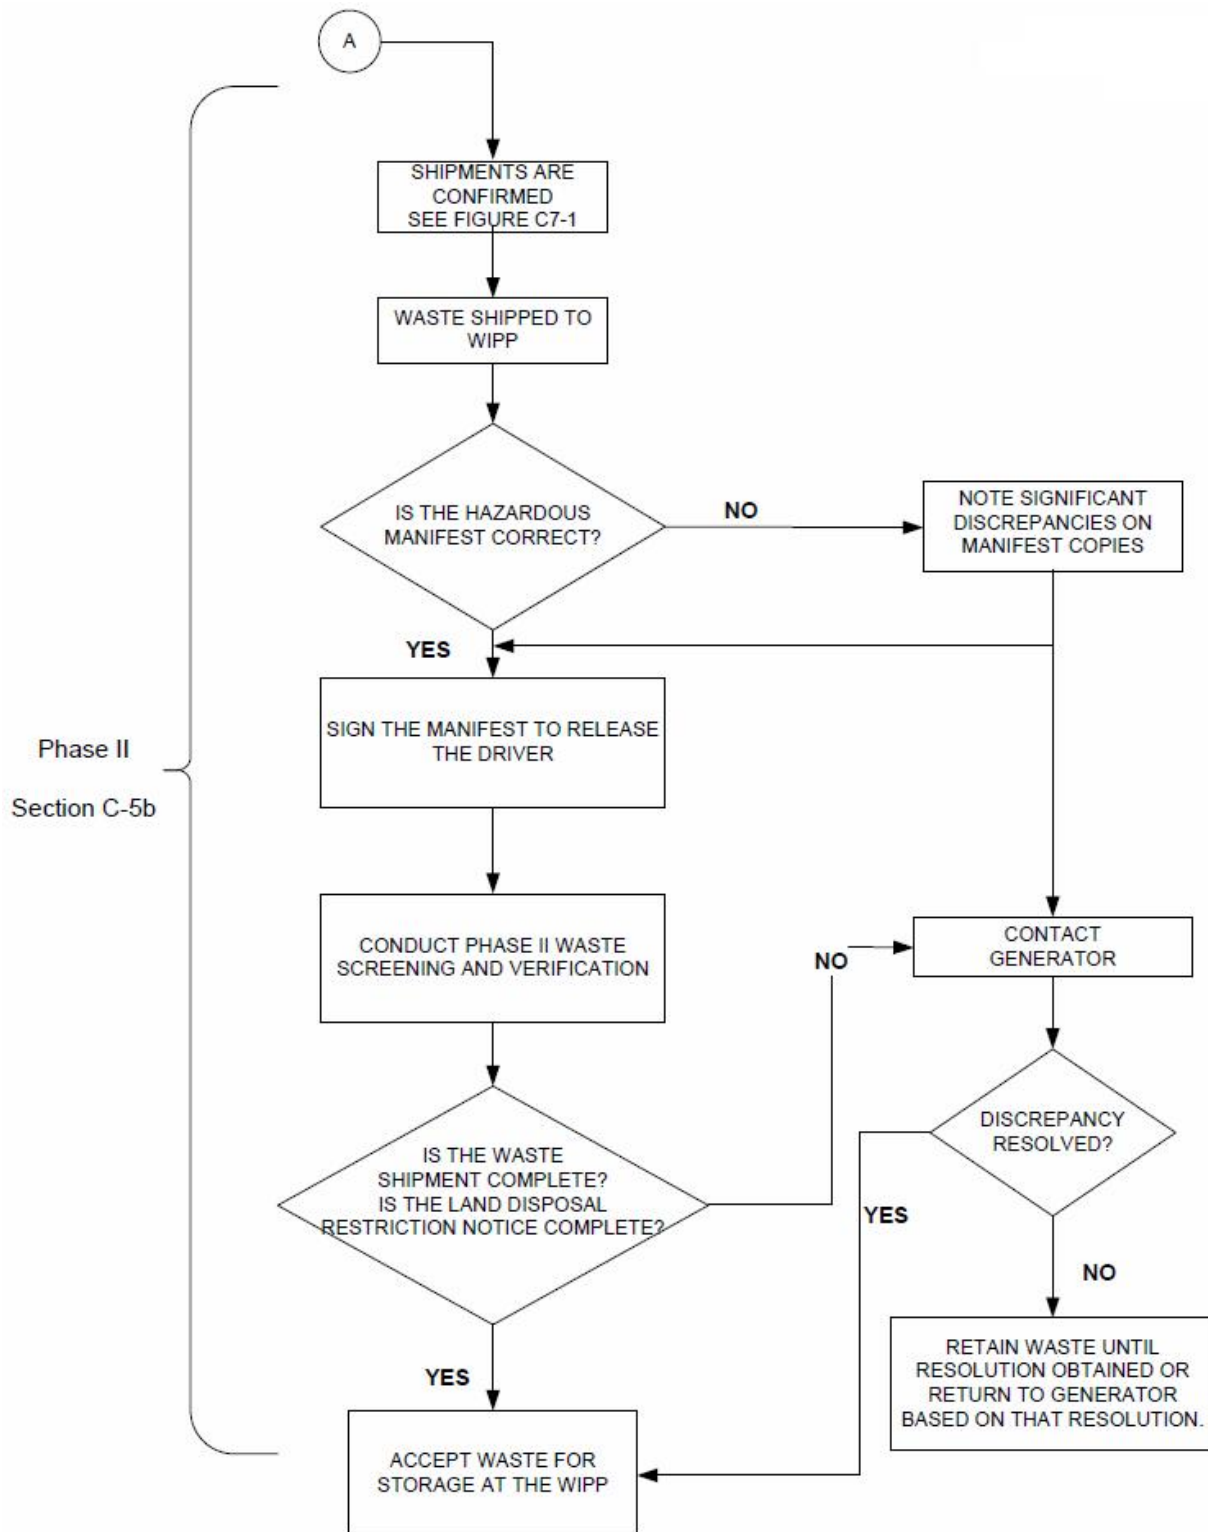 A
SHIPMENTS ARE
CONFIRMED
SEE FIGURE C7-1
WASTE SHIPPED TO
WIPP
IS THE HAZARDOUS
MANIFEST CORRECT?
NO
NOTE SIGNIFICANT
DISCREPANCIES ON
MANIFEST COPIES
YES
SIGN THE MANIFEST TO RELEASE
THE DRIVER
Phase II
Section C-5b
CONDUCT PHASE II WASTE
SCREENING AND VERIFICATION
NO
CONTACT
GENERATOR
IS THE WASTE
SHIPMENT COMPLETE?
IS THE LAND DISPOSAL
RESTRICTION NOTICE COMPLETE?
DISCREPANCY
RESOLVED?
YES
NO
RETAIN WASTE UNTIL
RESOLUTION OBTAINED OR
RETURN TO GENERATOR
BASED ON THAT RESOLUTION.
YES
ACCEPT WASTE FOR
STORAGE AT THE WIPP